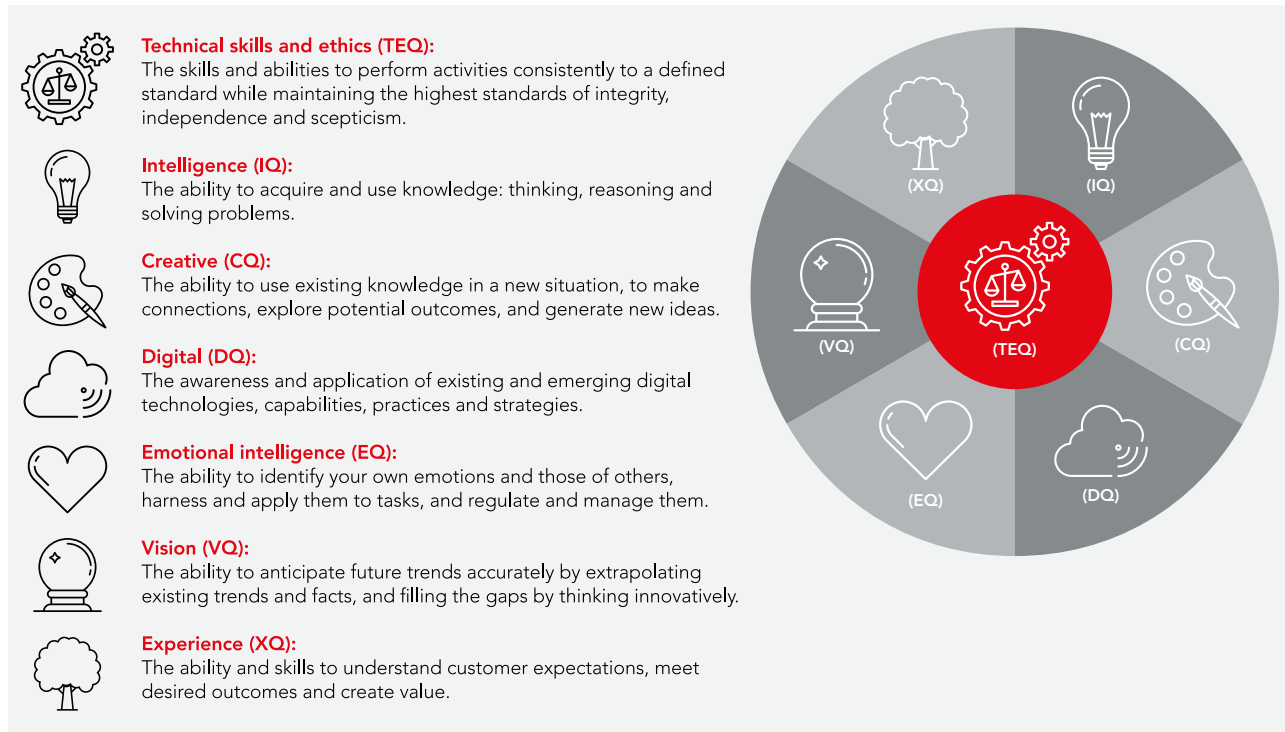 Technical skills and ethics (TEQ):
The skills and abilities to perform activities consistently to a defined
standard while maintaining the highest standards of integrity,
independence and scepticism.
Intelligence (IQ):
The ability to acquire and use knowledge: thinking, reasoning and
solving problems.
Creative (CQ):
The ability to use existing knowledge in a new situation, to make
connections, explore potential outcomes, and generate new ideas.
Digital (DQ):
The awareness and application of existing and emerging digital
technologies, capabilities, practices and strategies.
Emotional intelligence (EQ):
The ability to identify your own emotions and those of others,
harness and apply them to tasks, and regulate and manage them.
Vision (VQ):
The ability to anticipate future trends accurately by extrapolating
existing trends and facts, and filling the gaps by thinking innovatively.
Experience (XQ):
The ability and skills to understand customer expectations, meet
desired outcomes and create value.
(XQ)
(IQ)
(VQ)
(TEQ)
(CQ)
(EQ)
(DQ)